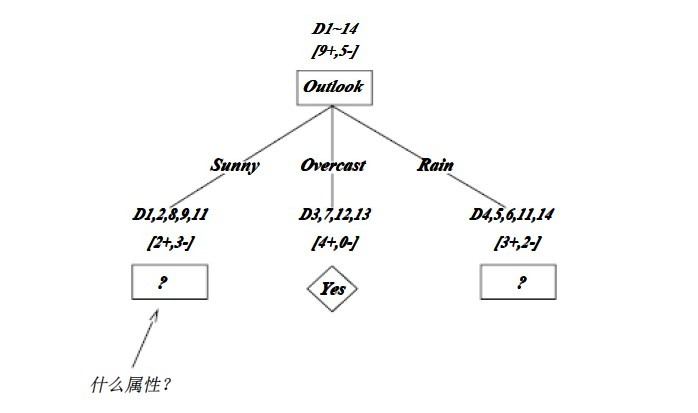 D1~14
[9+,5-]
Outlook
Sunny Overcast Rain
D1,2,8,9,11 D3,7,12,13 D4,5,6,11,14
[2+,3-] [4+,0-] [3+,2-]
? Yes ?
什么属性?